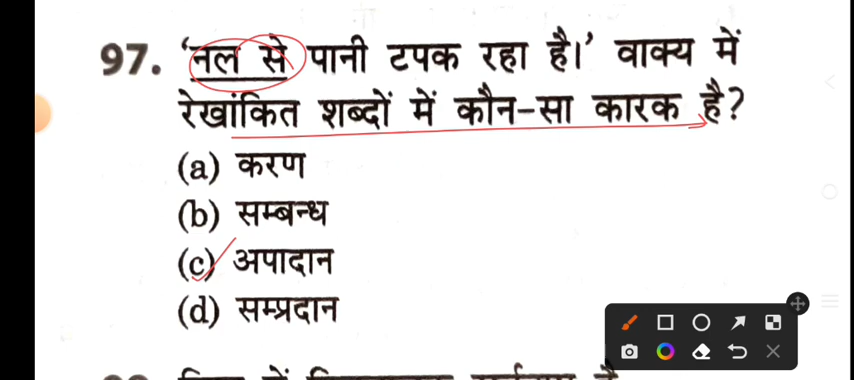 97. 'नल से पानी टपक रहा है।' वाक्य में
रेखांकित शब्दों में कौन-सा कारक है?
(a) करण
(b) सम्बन्ध
(c) अपादान
(d) सम्प्रदान